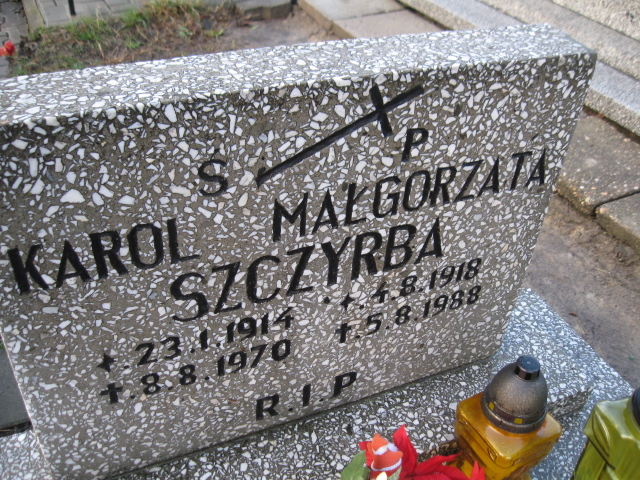 Ś P
KAROL MAŁGORZATA
SZCZYRBA
*.23.1.1914 *.4.8.1918
†.8.8.1970 †.5.8.1988
R.I.P